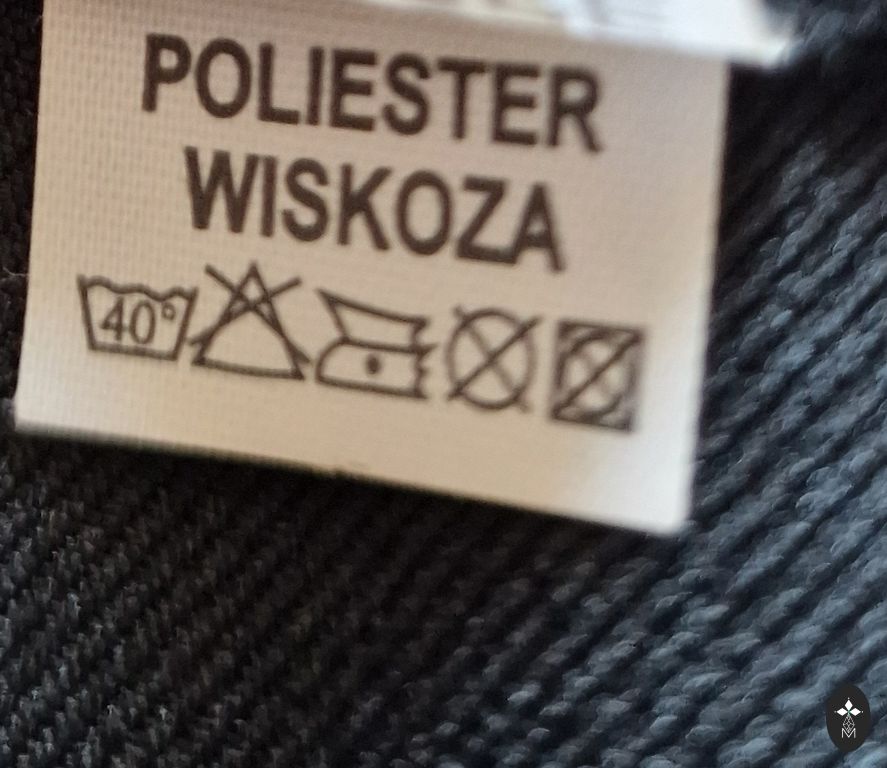 POLIESTER
WISKOZA
40°
M